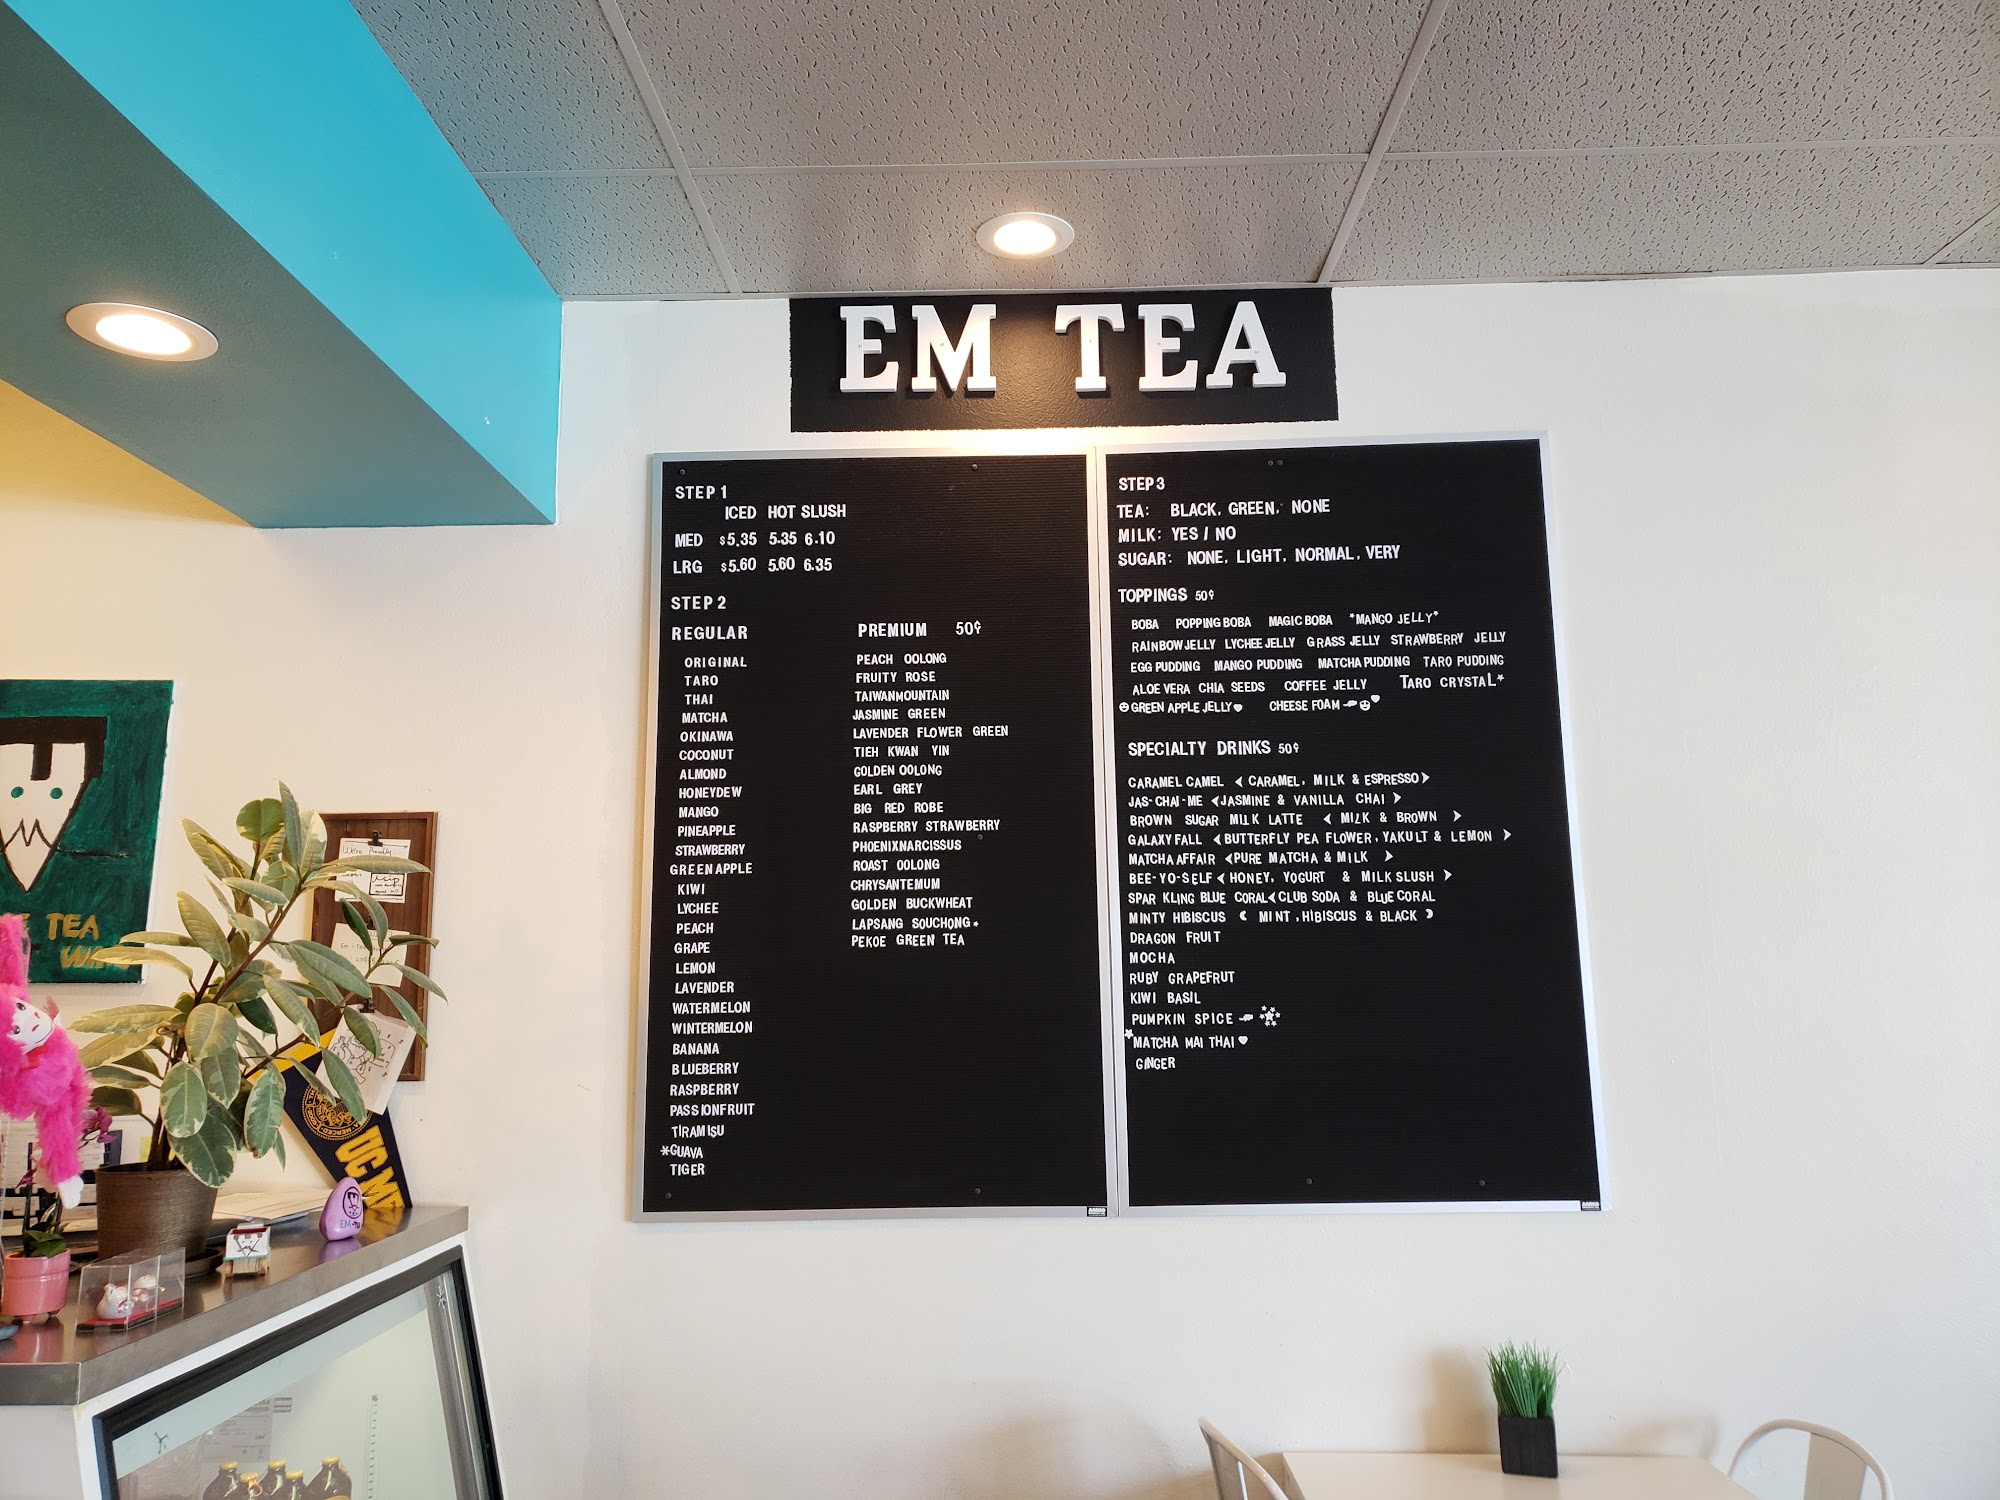 EM TEA
STEP 1
ICED HOT SLUSH
MED $5.35 5.35 6.10
LRG $5.60 5.60 6.35
STEP 2
REGULAR
ORIGINAL
TARO
THAI
MATCHA
OKINAWA
COCONUT
ALMOND
HONEYDEW
MANGO
PINEAPPLE
STRAWBERRY
GREEN APPLE
KIWI
LYCHEE
PEACH
GRAPE
LEMON
LAVENDER
WATERMELON
WINTERMELON
BANANA
BLUEBERRY
RASPBERRY
PASSIONFRUIT
TIRAMISU
*GUAVA
TIGER
PREMIUM 50¢
PEACH OOLONG
FRUITY ROSE
TAIWANMOUNTAIN
JASMINE GREEN
LAVENDER FLOWER GREEN
TIEH KWAN YIN
GOLDEN OOLONG
EARL GREY
BIG RED ROBE
RASPBERRY STRAWBERRY
PHOENIXNARCISSUS
ROAST OOLONG
CHRYSANTEMUM
GOLDEN BUCKWHEAT
LAPSANG SOUCHONG*
PEKOE GREEN TEA
STEP 3
TEA: BLACK, GREEN, NONE
MILK: YES / NO
SUGAR: NONE, LIGHT, NORMAL, VERY
TOPPINGS 50¢
BOBA POPPING BOBA MAGIC BOBA *MANGO JELLY*
RAINBOW JELLY LYCHEE JELLY GRASS JELLY STRAWBERRY JELLY
EGG PUDDING MANGO PUDDING MATCHA PUDDING TARO PUDDING
ALOE VERA CHIA SEEDS COFFEE JELLY TARO CRYSTAL*
GREEN APPLE JELLY CHEESE FOAM
SPECIALTY DRINKS 50¢
CARAMEL CAMEL < CARAMEL, MILK & ESPRESSO>
JAS-CHAI-ME <JASMINE & VANILLA CHAI >
BROWN SUGAR MILK LATTE < MILK & BROWN >
GALAXY FALL <BUTTERFLY PEA FLOWER, YAKULT & LEMON >
MATCHA AFFAIR <PURE MATCHA & MILK >
BEE-YO-SELF < HONEY, YOGURT & MILK SLUSH >
SPAR KLING BLUE CORAL<CLUB SODA & BLUE CORAL
MINTY HIBISCUS ( MINT, HIBISCUS & BLACK )
DRAGON FRUIT
MOCHA
RUBY GRAPEFRUT
KIWI BASIL
PUMPKIN SPICE
*MATCHA MAI THAI
GINGER
TEA
We're Proudly
UC ME
EM-